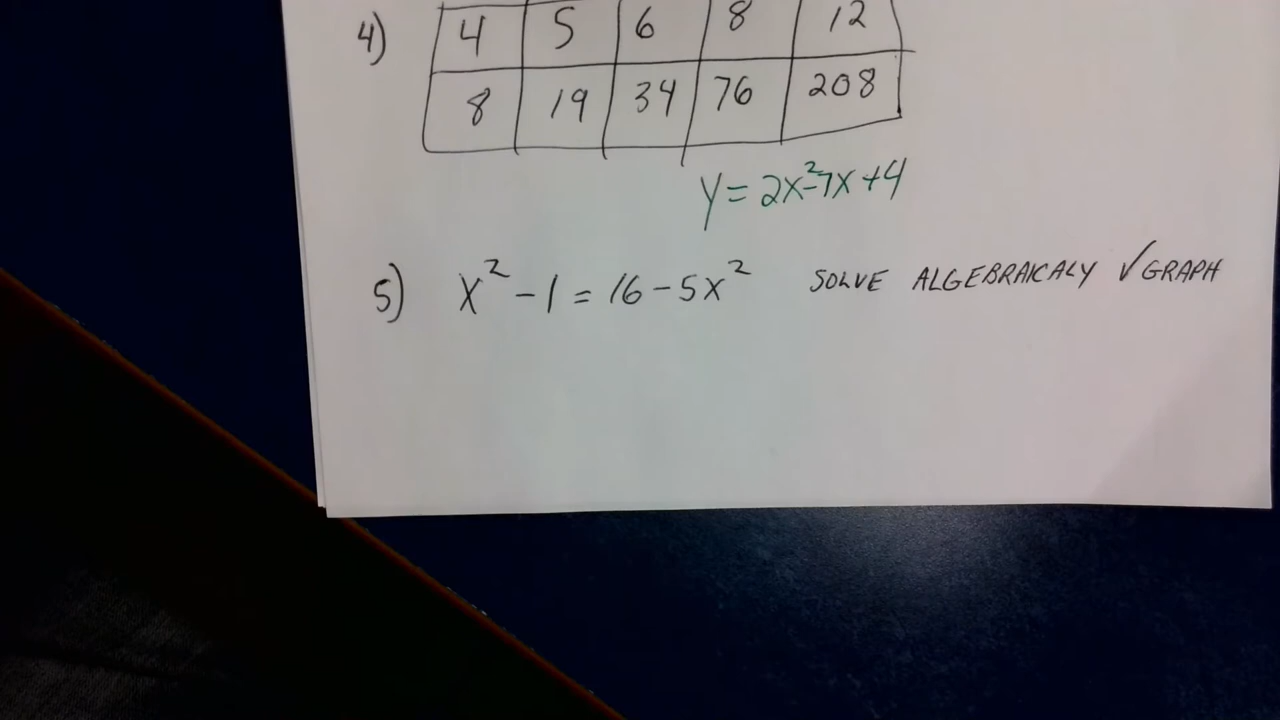 4) 4 5 6 8 12
8 19 34 76 208
y = 2x²-7x+4
5) x² - 1 = 16 - 5x² SOLVE ALGEBRAICALY √ GRAPH